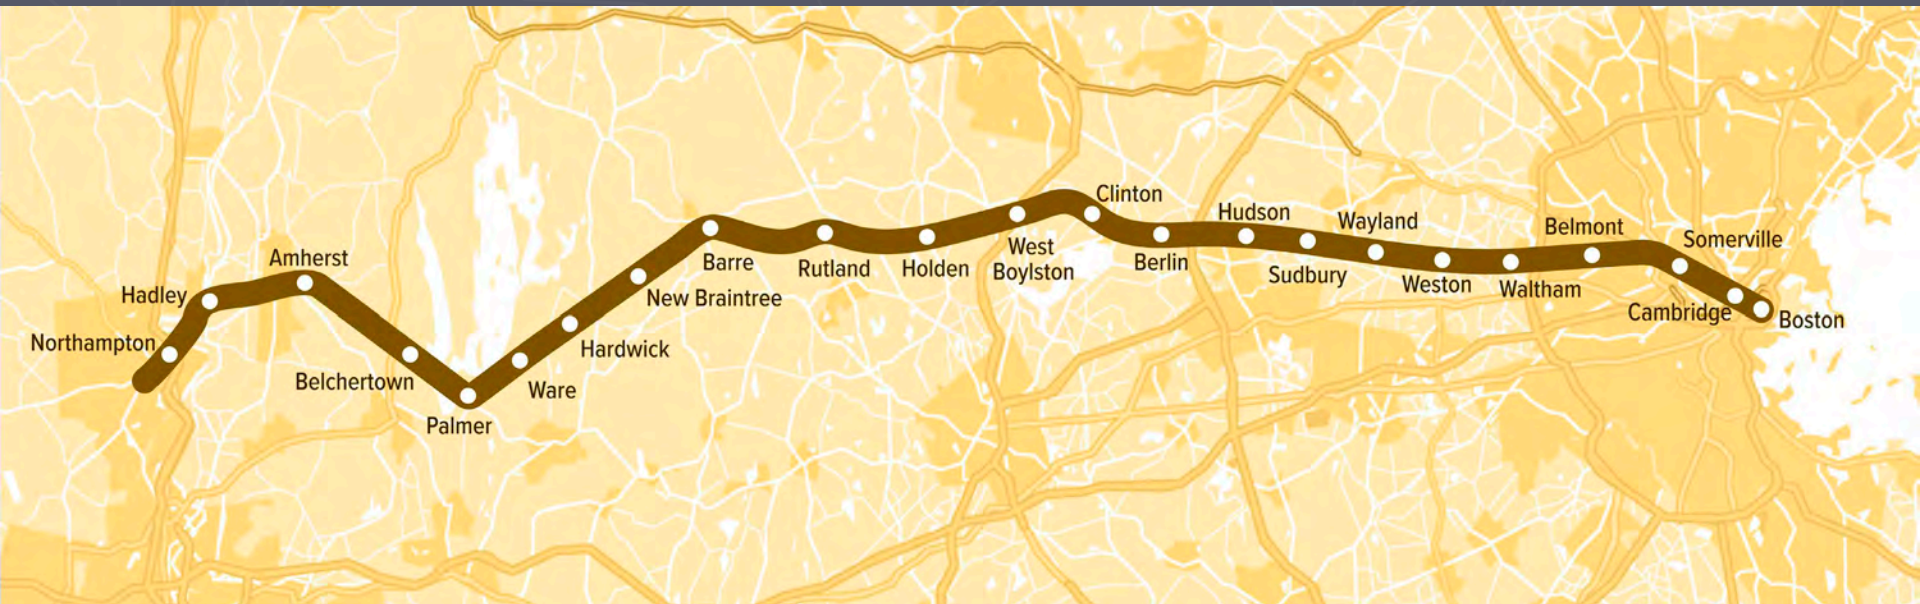 Northampton
Hadley
Amherst
Belchertown
Palmer
Ware
Hardwick
New Braintree
Barre
Rutland
Holden
West
Boylston
Clinton
Berlin
Hudson
Sudbury
Wayland
Weston
Waltham
Belmont
Somerville
Cambridge
Boston